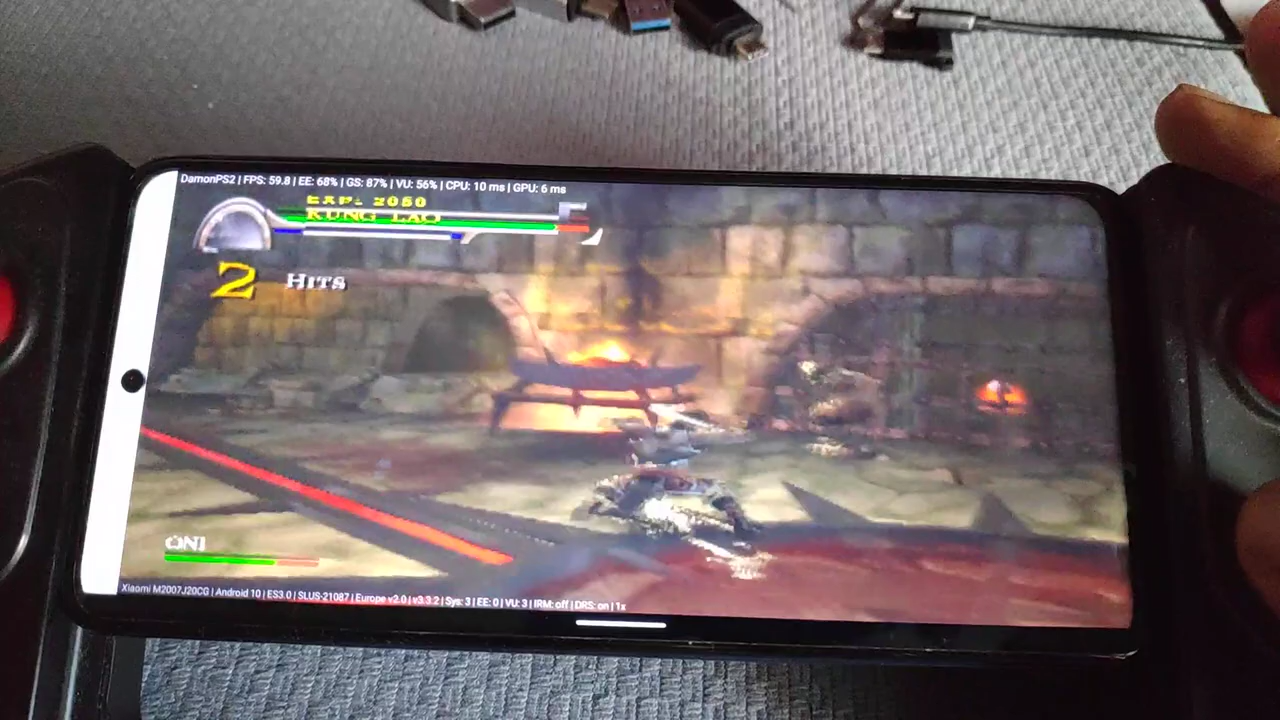 DamonPS2 | FPS: 59.8 | EE: 68% | GS: 87% | VU: 56% | CPU: 10 ms | GPU: 6 ms
EXP: 2050
KUNG LAO
2 HITS
ONI
Xiaomi M2007J20CG | Android 10 | ES3.0 | SLUS-21087 | Europe v2.0 | v3.3.2 | Sys: 3 | EE: 0 | VU: 3 | IRM: off | DRS: on | 1x